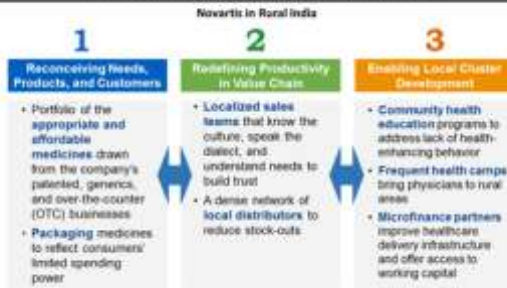 Novartis in Rural India
1
Reconceiving Needs,
Products, and Customers
• Portfolio of the
appropriate and
affordable
medicines drawn
from the company's
patented, generics,
and over-the-counter
(OTC) businesses
• Packaging medicines
to reflect consumers'
limited spending
power
2
Redefining Productivity
in Value Chain
• Localized sales
teams that know the
culture, speak the
dialect, and
understand needs to
build trust
• A dense network of
local distributors to
reduce stock-outs
3
Enabling Local Cluster
Development
• Community health
education programs to
address lack of health-
enhancing behavior
• Frequent health camps
bring physicians to rural
areas
• Microfinance partners
improve healthcare
delivery infrastructure
and offer access to
working capital